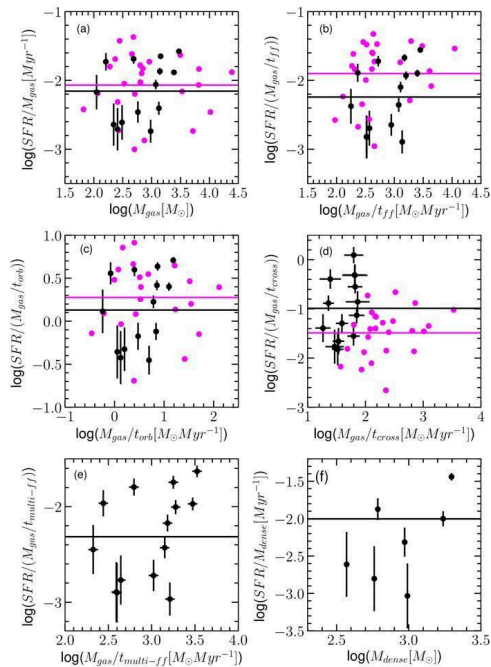 (a)
log(SFR/M_gas[Myr^-1])
-1
-2
-3
1.5 2.0 2.5 3.0 3.5 4.0 4.5
log(M_gas[M_⊙])
(b)
log(SFR/(M_gas/t_ff))
-1
-2
-3
1.5 2.0 2.5 3.0 3.5 4.0 4.5
log(M_gas/t_ff[M_⊙Myr^-1])
(c)
log(SFR/(M_gas/t_orb))
1.0
0.5
0.0
-0.5
-1.0
0 1 2
log(M_gas/t_orb[M_⊙Myr^-1])
(d)
log(SFR/(M_gas/t_cross))
0
-1
-2
-3
1 2 3 4
log(M_gas/t_cross[M_⊙Myr^-1])
(e)
log(SFR/(M_gas/t_multi-ff))
-2
-3
2.0 2.5 3.0 3.5 4.0
log(M_gas/t_multi-ff[M_⊙Myr^-1])
(f)
log(SFR/M_dense[Myr^-1])
-1.5
-2.0
-2.5
-3.0
-3.5
2.5 3.0 3.5
log(M_dense[M_⊙])